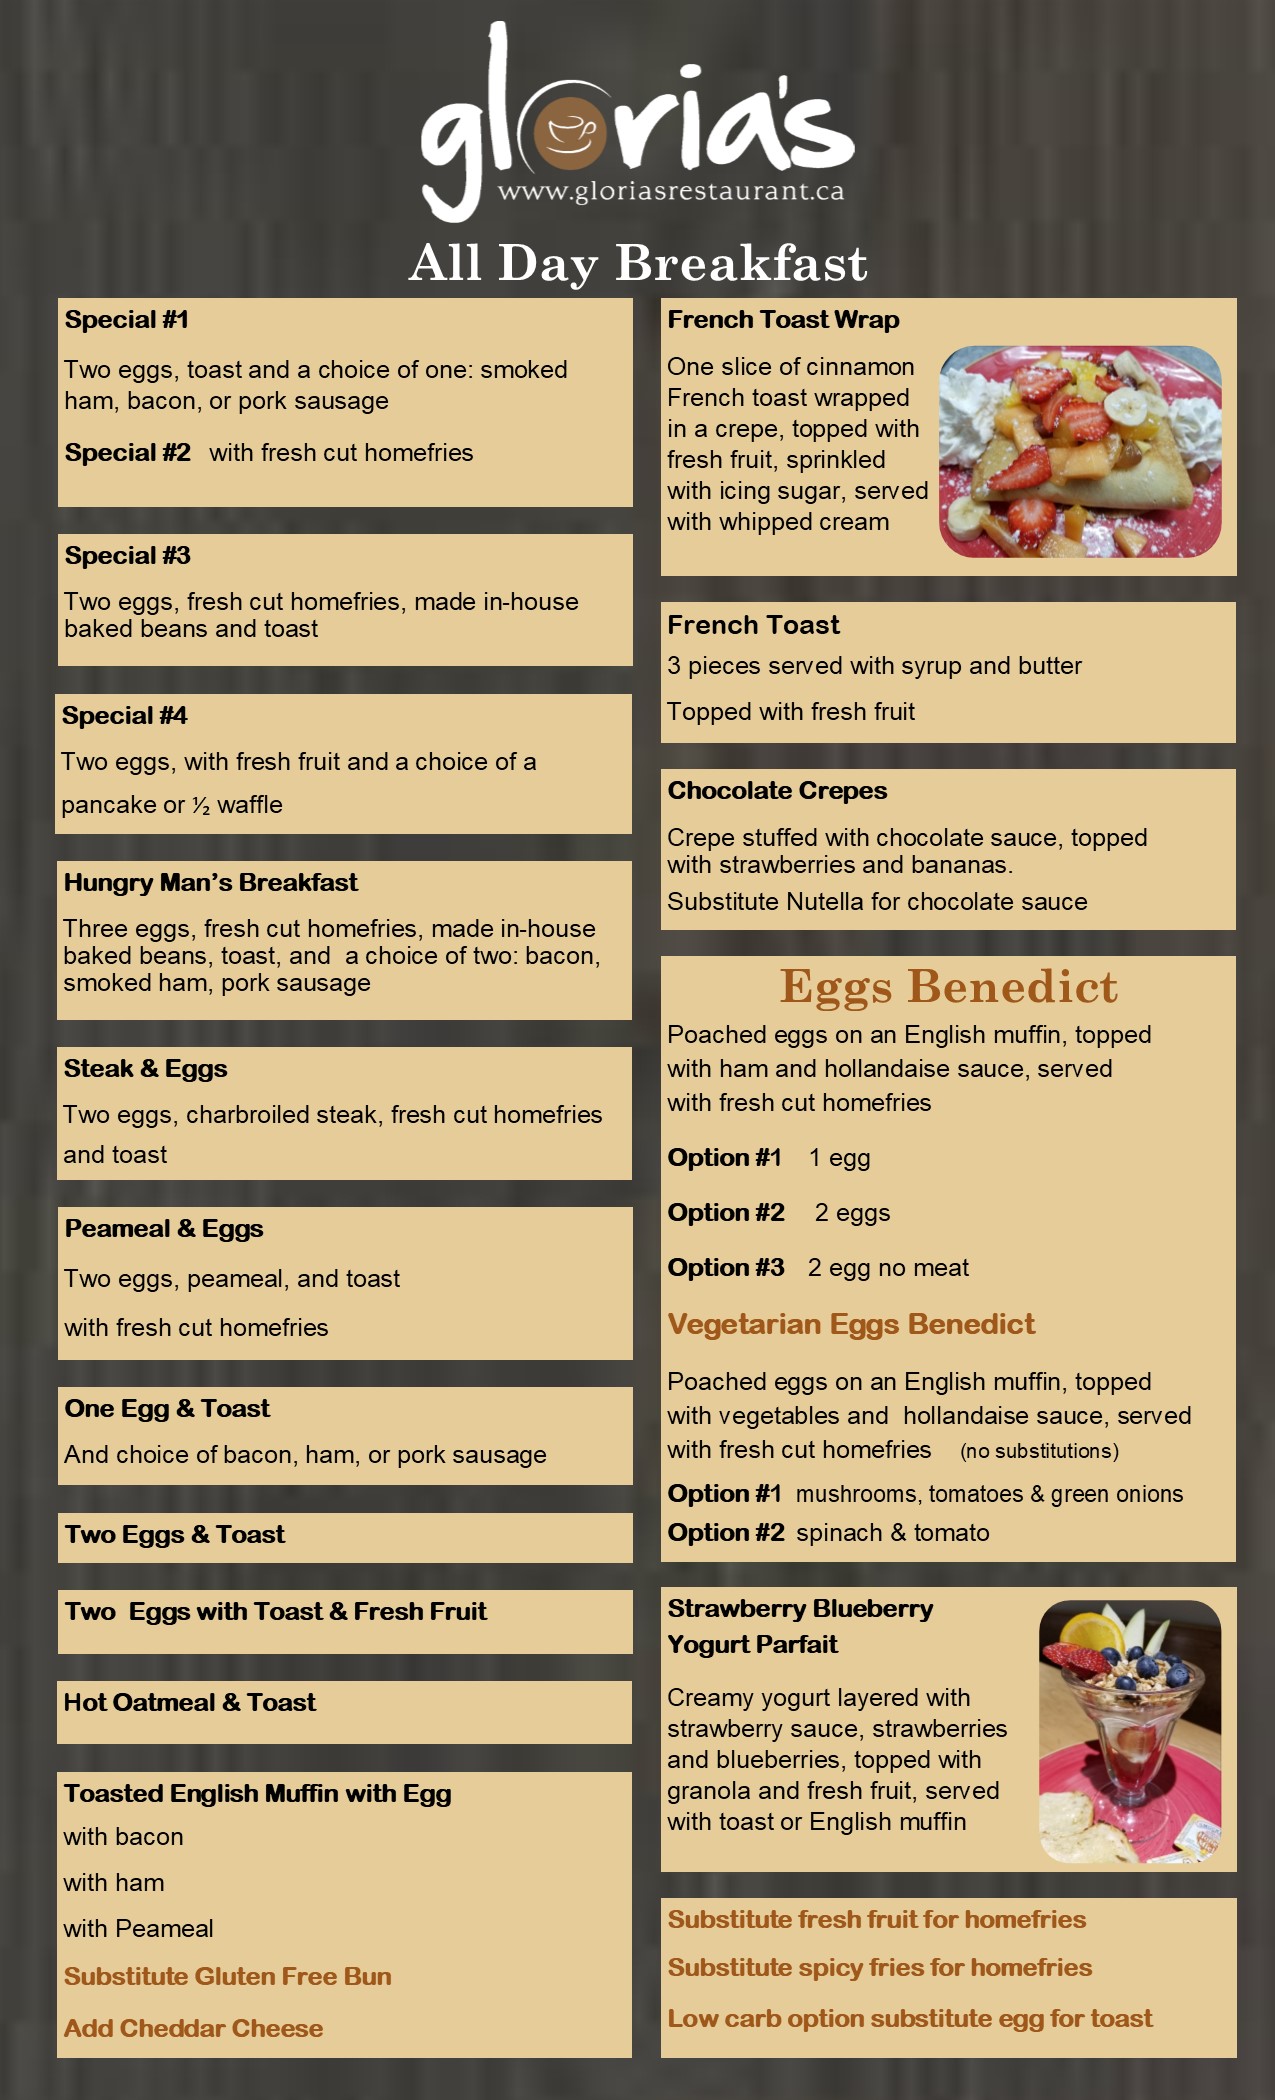 gloria's
www.gloriasrestaurant.ca
All Day Breakfast
Special #1
Two eggs, toast and a choice of one: smoked
ham, bacon, or pork sausage
Special #2 with fresh cut homefries
Special #3
Two eggs, fresh cut homefries, made in-house
baked beans and toast
Special #4
Two eggs, with fresh fruit and a choice of a
pancake or ½ waffle
Hungry Man’s Breakfast
Three eggs, fresh cut homefries, made in-house
baked beans, toast, and a choice of two: bacon,
smoked ham, pork sausage
Steak & Eggs
Two eggs, charbroiled steak, fresh cut homefries
and toast
Peameal & Eggs
Two eggs, peameal, and toast
with fresh cut homefries
One Egg & Toast
And choice of bacon, ham, or pork sausage
Two Eggs & Toast
Two Eggs with Toast & Fresh Fruit
Hot Oatmeal & Toast
Toasted English Muffin with Egg
with bacon
with ham
with Peameal
Substitute Gluten Free Bun
Add Cheddar Cheese
French Toast Wrap
One slice of cinnamon
French toast wrapped
in a crepe, topped with
fresh fruit, sprinkled
with icing sugar, served
with whipped cream
French Toast
3 pieces served with syrup and butter
Topped with fresh fruit
Chocolate Crepes
Crepe stuffed with chocolate sauce, topped
with strawberries and bananas.
Substitute Nutella for chocolate sauce
Eggs Benedict
Poached eggs on an English muffin, topped
with ham and hollandaise sauce, served
with fresh cut homefries
Option #1 1 egg
Option #2 2 eggs
Option #3 2 egg no meat
Vegetarian Eggs Benedict
Poached eggs on an English muffin, topped
with vegetables and hollandaise sauce, served
with fresh cut homefries (no substitutions)
Option #1 mushrooms, tomatoes & green onions
Option #2 spinach & tomato
Strawberry Blueberry
Yogurt Parfait
Creamy yogurt layered with
strawberry sauce, strawberries
and blueberries, topped with
granola and fresh fruit, served
with toast or English muffin
Substitute fresh fruit for homefries
Substitute spicy fries for homefries
Low carb option substitute egg for toast